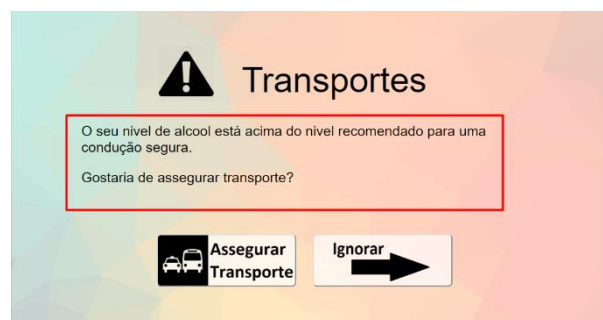 Transportes
O seu nivel de alcool está acima do nivel recomendado para uma
condução segura.
Gostaria de assegurar transporte?
Assegurar
Transporte
Ignorar